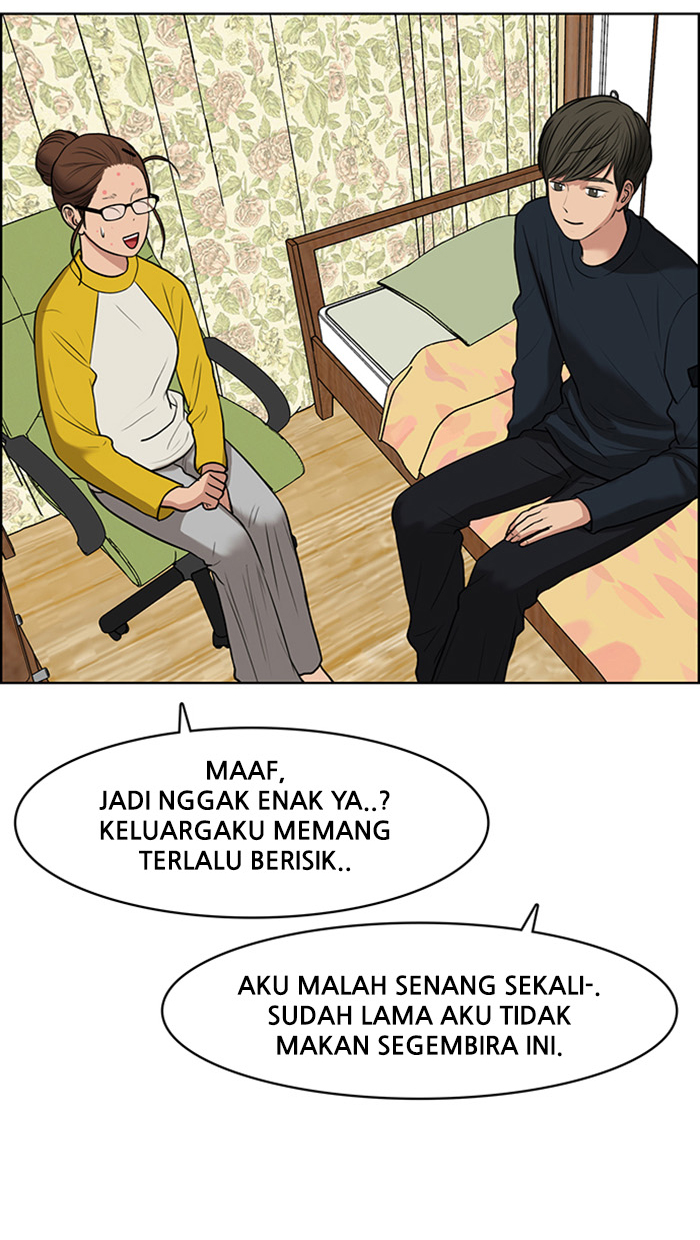 MAAF,
JADI NGGAK ENAK YA..?
KELUARGAKU MEMANG
TERLALU BERISIK..
AKU MALAH SENANG SEKALI-.
SUDAH LAMA AKU TIDAK
MAKAN SEGEMBIRA INI.